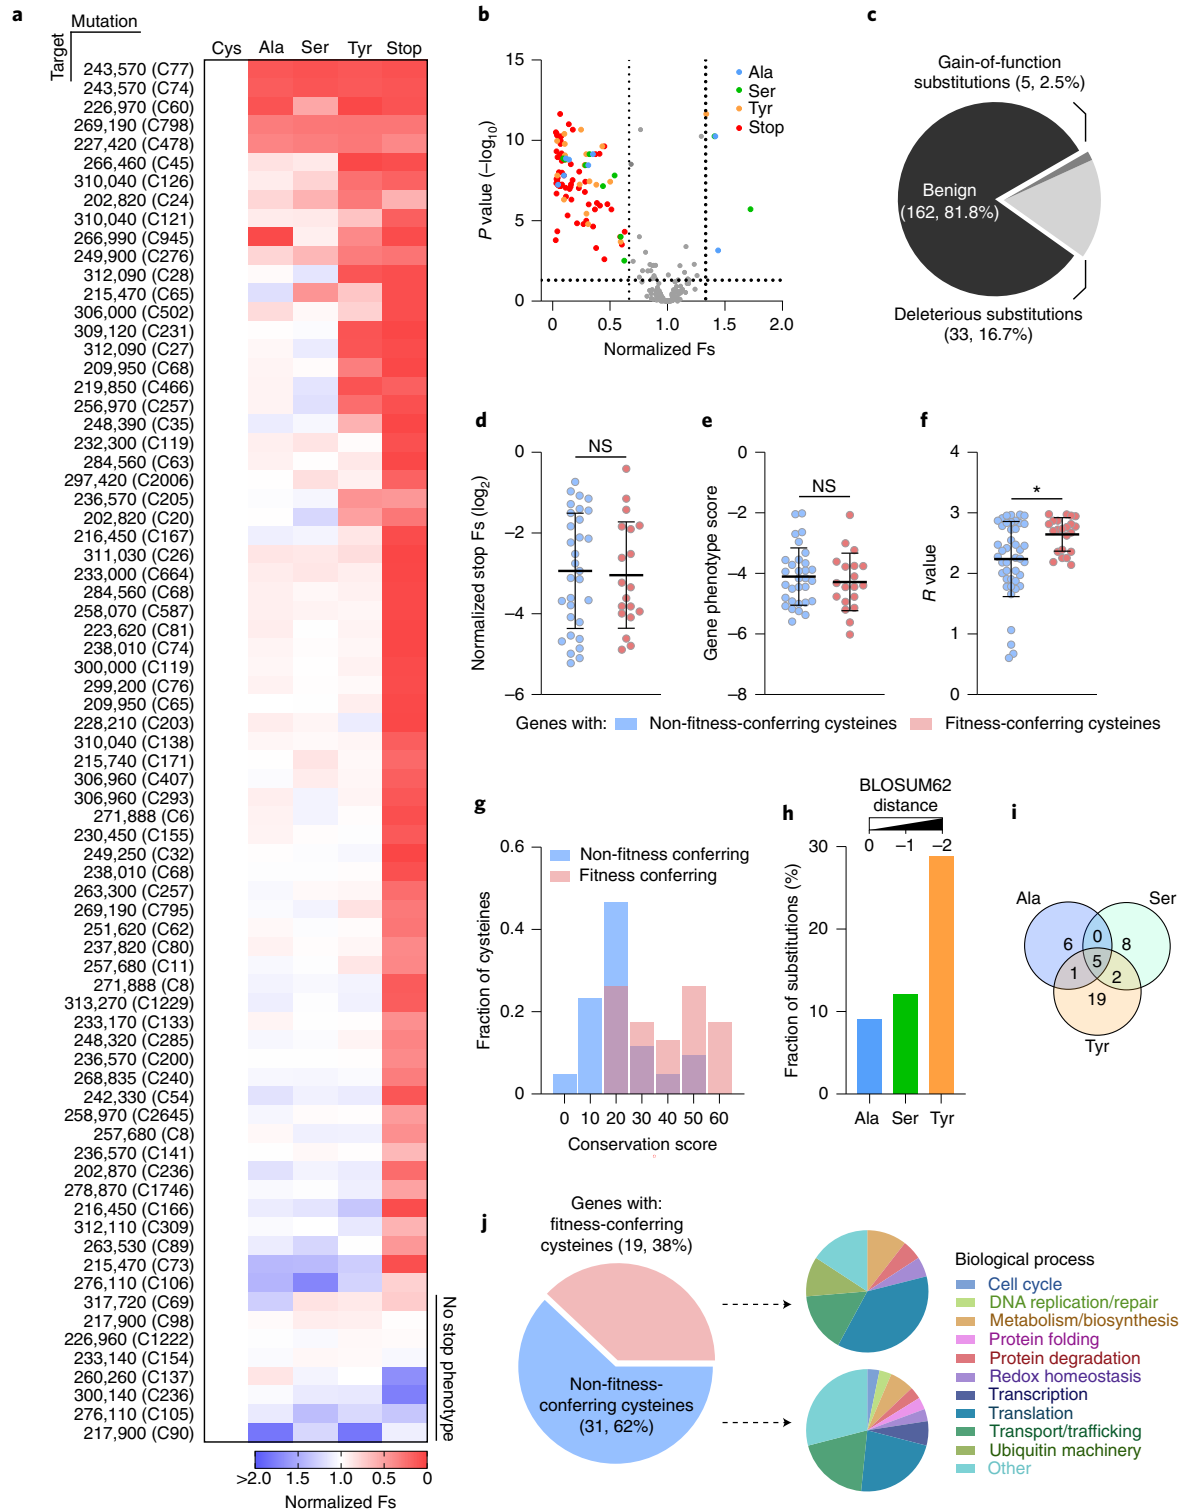 a
Mutation
Target
Cys Ala Ser Tyr Stop
243,570 (C77)
243,570 (C74)
226,970 (C60)
269,190 (C798)
227,420 (C478)
266,460 (C45)
310,040 (C126)
202,820 (C24)
310,040 (C121)
266,990 (C945)
249,900 (C276)
312,090 (C28)
215,470 (C65)
306,000 (C502)
309,120 (C231)
312,090 (C27)
209,950 (C68)
219,850 (C466)
256,970 (C257)
248,390 (C35)
232,300 (C119)
284,560 (C63)
297,420 (C2006)
236,570 (C205)
202,820 (C20)
216,450 (C167)
311,030 (C26)
233,000 (C664)
284,560 (C68)
258,070 (C587)
223,620 (C81)
238,010 (C74)
300,000 (C119)
299,200 (C76)
209,950 (C65)
228,210 (C203)
310,040 (C138)
215,740 (C171)
306,960 (C407)
306,960 (C293)
271,888 (C6)
230,450 (C155)
249,250 (C32)
238,010 (C68)
263,300 (C257)
269,190 (C795)
251,620 (C62)
237,820 (C80)
257,680 (C11)
271,888 (C8)
313,270 (C1229)
233,170 (C133)
248,320 (C285)
236,570 (C200)
268,835 (C240)
242,330 (C54)
258,970 (C2645)
257,680 (C8)
236,570 (C141)
202,870 (C236)
278,870 (C1746)
216,450 (C166)
312,110 (C309)
263,530 (C89)
215,470 (C73)
276,110 (C106)
317,720 (C69)
217,900 (C98)
226,960 (C1222)
233,140 (C154)
260,260 (C137)
300,140 (C236)
276,110 (C105)
217,900 (C90)
No stop phenotype
>2.0 1.5 1.0 0.5 0
Normalized Fs
b
15
10
5
0
P value (−log10)
Ala
Ser
Tyr
Stop
0 0.5 1.0 1.5 2.0
Normalized Fs
c
Gain-of-function
substitutions (5, 2.5%)
Benign
(162, 81.8%)
Deleterious substitutions
(33, 16.7%)
d
NS
0
−2
−4
−6
Normalized stop Fs (log2)
e
NS
0
−2
−4
−6
−8
Gene phenotype score
f
*
4
3
2
1
0
R value
Genes with: Non-fitness-conferring cysteines Fitness-conferring cysteines
g
Non-fitness conferring
Fitness conferring
0.6
0.4
0.2
0
Fraction of cysteines
0 10 20 30 40 50 60
Conservation score
h
BLOSUM62
distance
0 −1 −2
30
20
10
0
Fraction of substitutions (%)
Ala Ser Tyr
i
Ala Ser
6 0 8
5
1 2
19
Tyr
j
Genes with:
fitness-conferring
cysteines (19, 38%)
Non-fitness-
conferring cysteines
(31, 62%)
Biological process
Cell cycle
DNA replication/repair
Metabolism/biosynthesis
Protein folding
Protein degradation
Redox homeostasis
Transcription
Translation
Transport/trafficking
Ubiquitin machinery
Other